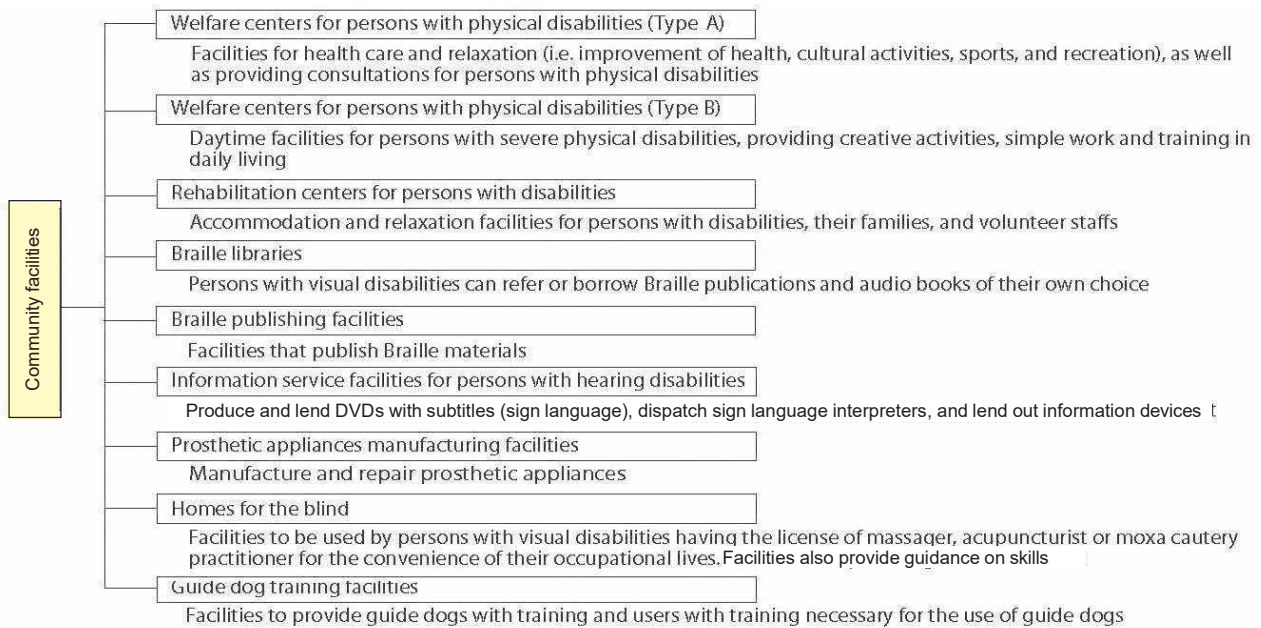 Community facilities
Welfare centers for persons with physical disabilities (Type A)
Facilities for health care and relaxation (i.e. improvement of health, cultural activities, sports, and recreation), as well
as providing consultations for persons with physical disabilities
Welfare centers for persons with physical disabilities (Type B)
Daytime facilities for persons with severe physical disabilities, providing creative activities, simple work and training in
daily living
Rehabilitation centers for persons with disabilities
Accommodation and relaxation facilities for persons with disabilities, their families, and volunteer staffs
Braille libraries
Persons with visual disabilities can refer or borrow Braille publications and audio books of their own choice
Braille publishing facilities
Facilities that publish Braille materials
Information service facilities for persons with hearing disabilities
Produce and lend DVDs with subtitles (sign language), dispatch sign language interpreters, and lend out information devices
Prosthetic appliances manufacturing facilities
Manufacture and repair prosthetic appliances
Homes for the blind
Facilities to be used by persons with visual disabilities having the license of massager, acupuncturist or moxa cautery
practitioner for the convenience of their occupational lives. Facilities also provide guidance on skills
Guide dog training facilities
Facilities to provide guide dogs with training and users with training necessary for the use of guide dogs